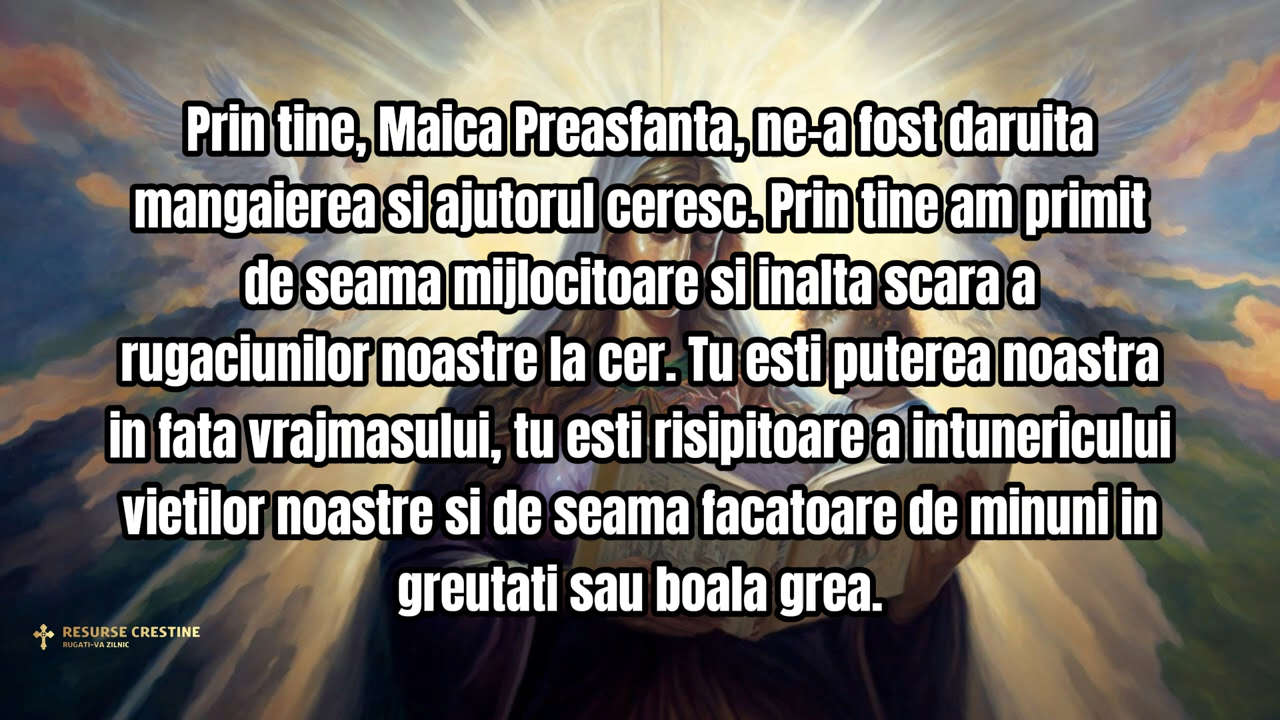 Prin tine, Maica Preasfanta, ne-a fost daruita
mangaierea si ajutorul ceresc. Prin tine am primit
de seama mijlocitoare si inalta scara a
rugaciunilor noastre la cer. Tu esti puterea noastra
in fata vrajmasului, tu esti risipitoare a intunericului
vietilor noastre si de seama facatoare de minuni in
greutati sau boala grea.
RESURSE CRESTINE
RUGATI-VA ZILNIC